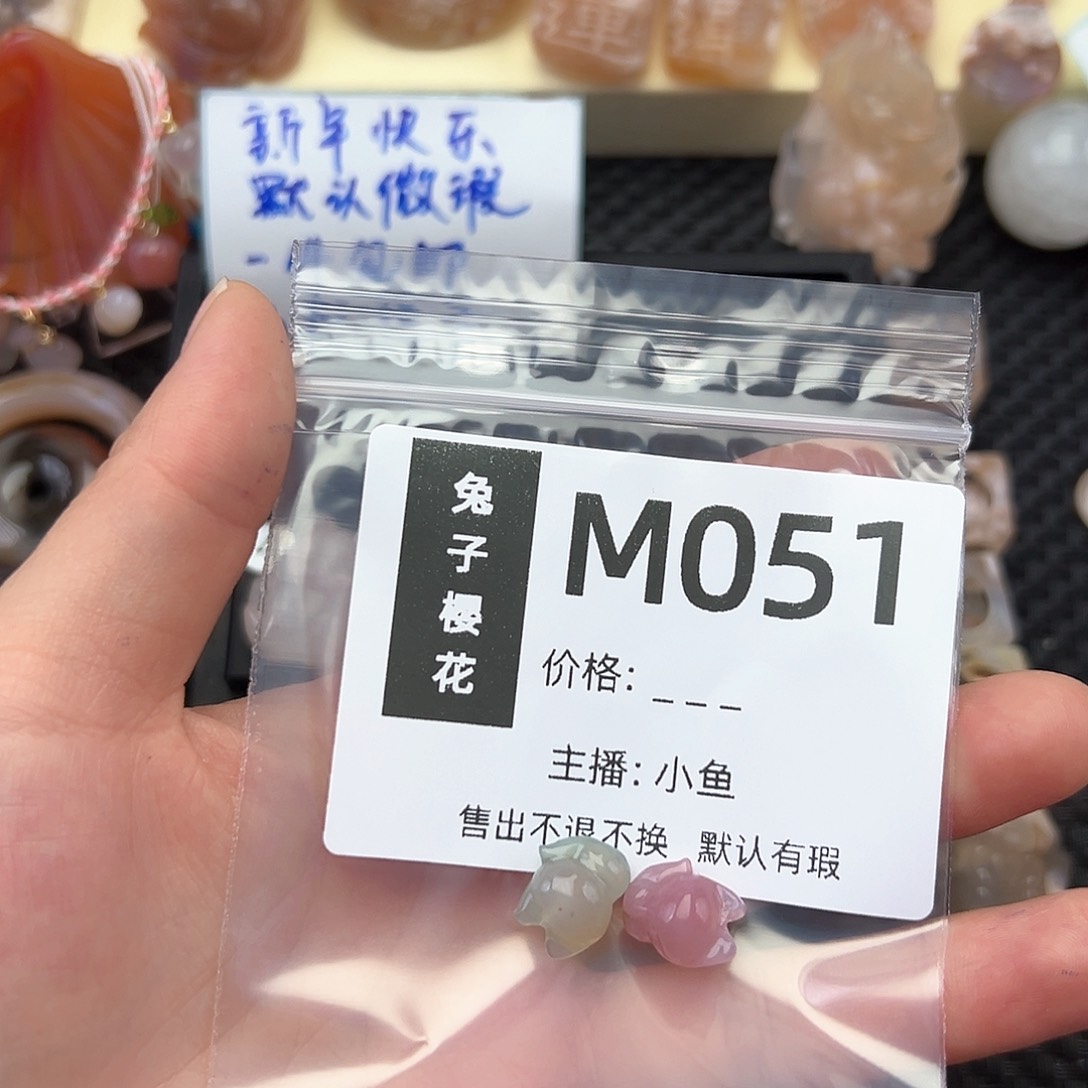 新年快乐
默认微瑕
兔子樱花
M051
价格: _ _ _
主播: 小鱼
售出不退不换 默认有瑕